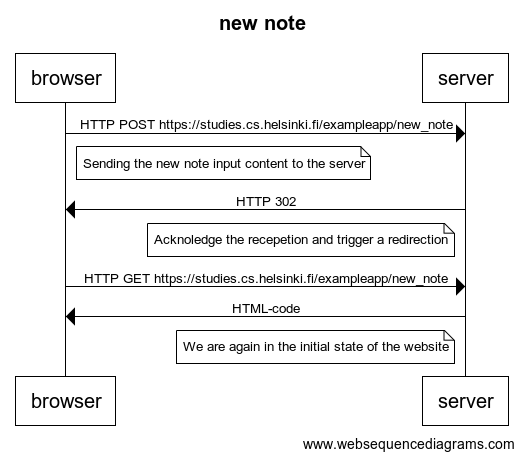 new note
browser
server
HTTP POST https://studies.cs.helsinki.fi/exampleapp/new_note
Sending the new note input content to the server
HTTP 302
Acknoledge the recepetion and trigger a redirection
HTTP GET https://studies.cs.helsinki.fi/exampleapp/new_note
HTML-code
We are again in the initial state of the website
browser
server
www.websequencediagrams.com